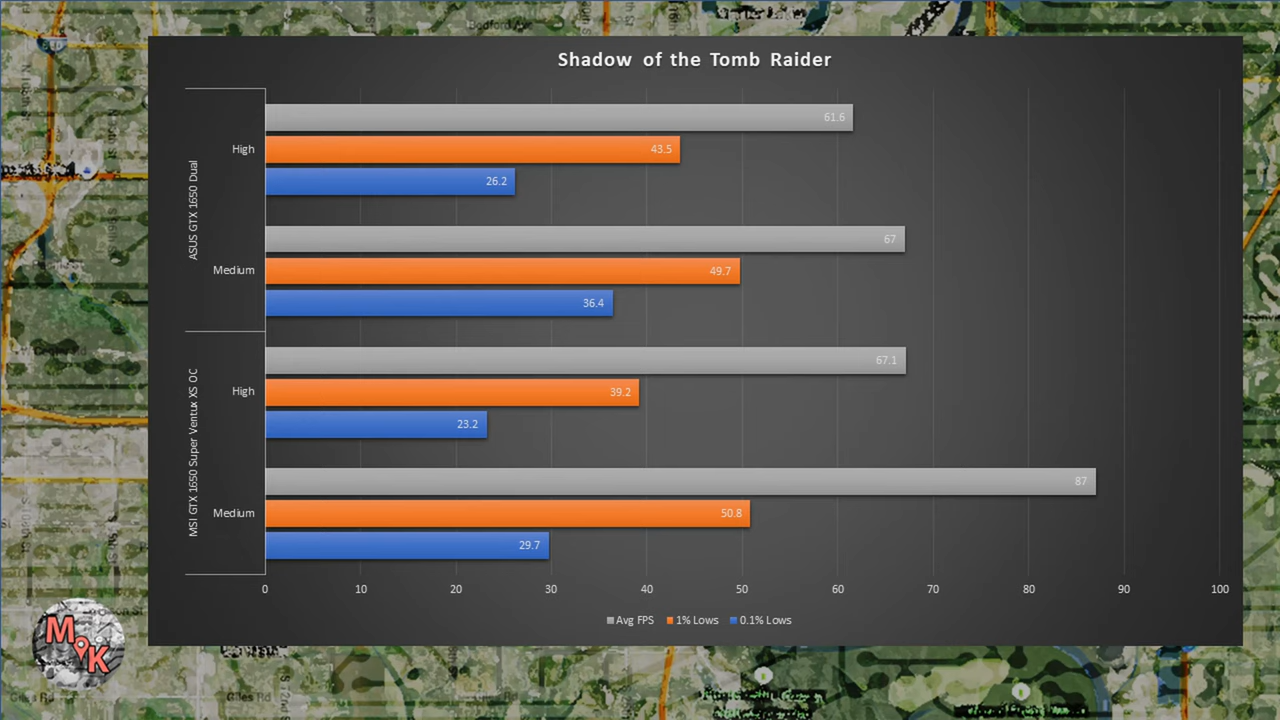 Shadow of the Tomb Raider
ASUS GTX 1650 Dual
High
61.6
43.5
26.2
Medium
67
49.7
36.4
MSI GTX 1650 Super Ventux XS OC
High
67.1
39.2
23.2
Medium
87
50.8
29.7
0 10 20 30 40 50 60 70 80 90 100
Avg FPS 1% Lows 0.1% Lows
M
K
Giles Rd